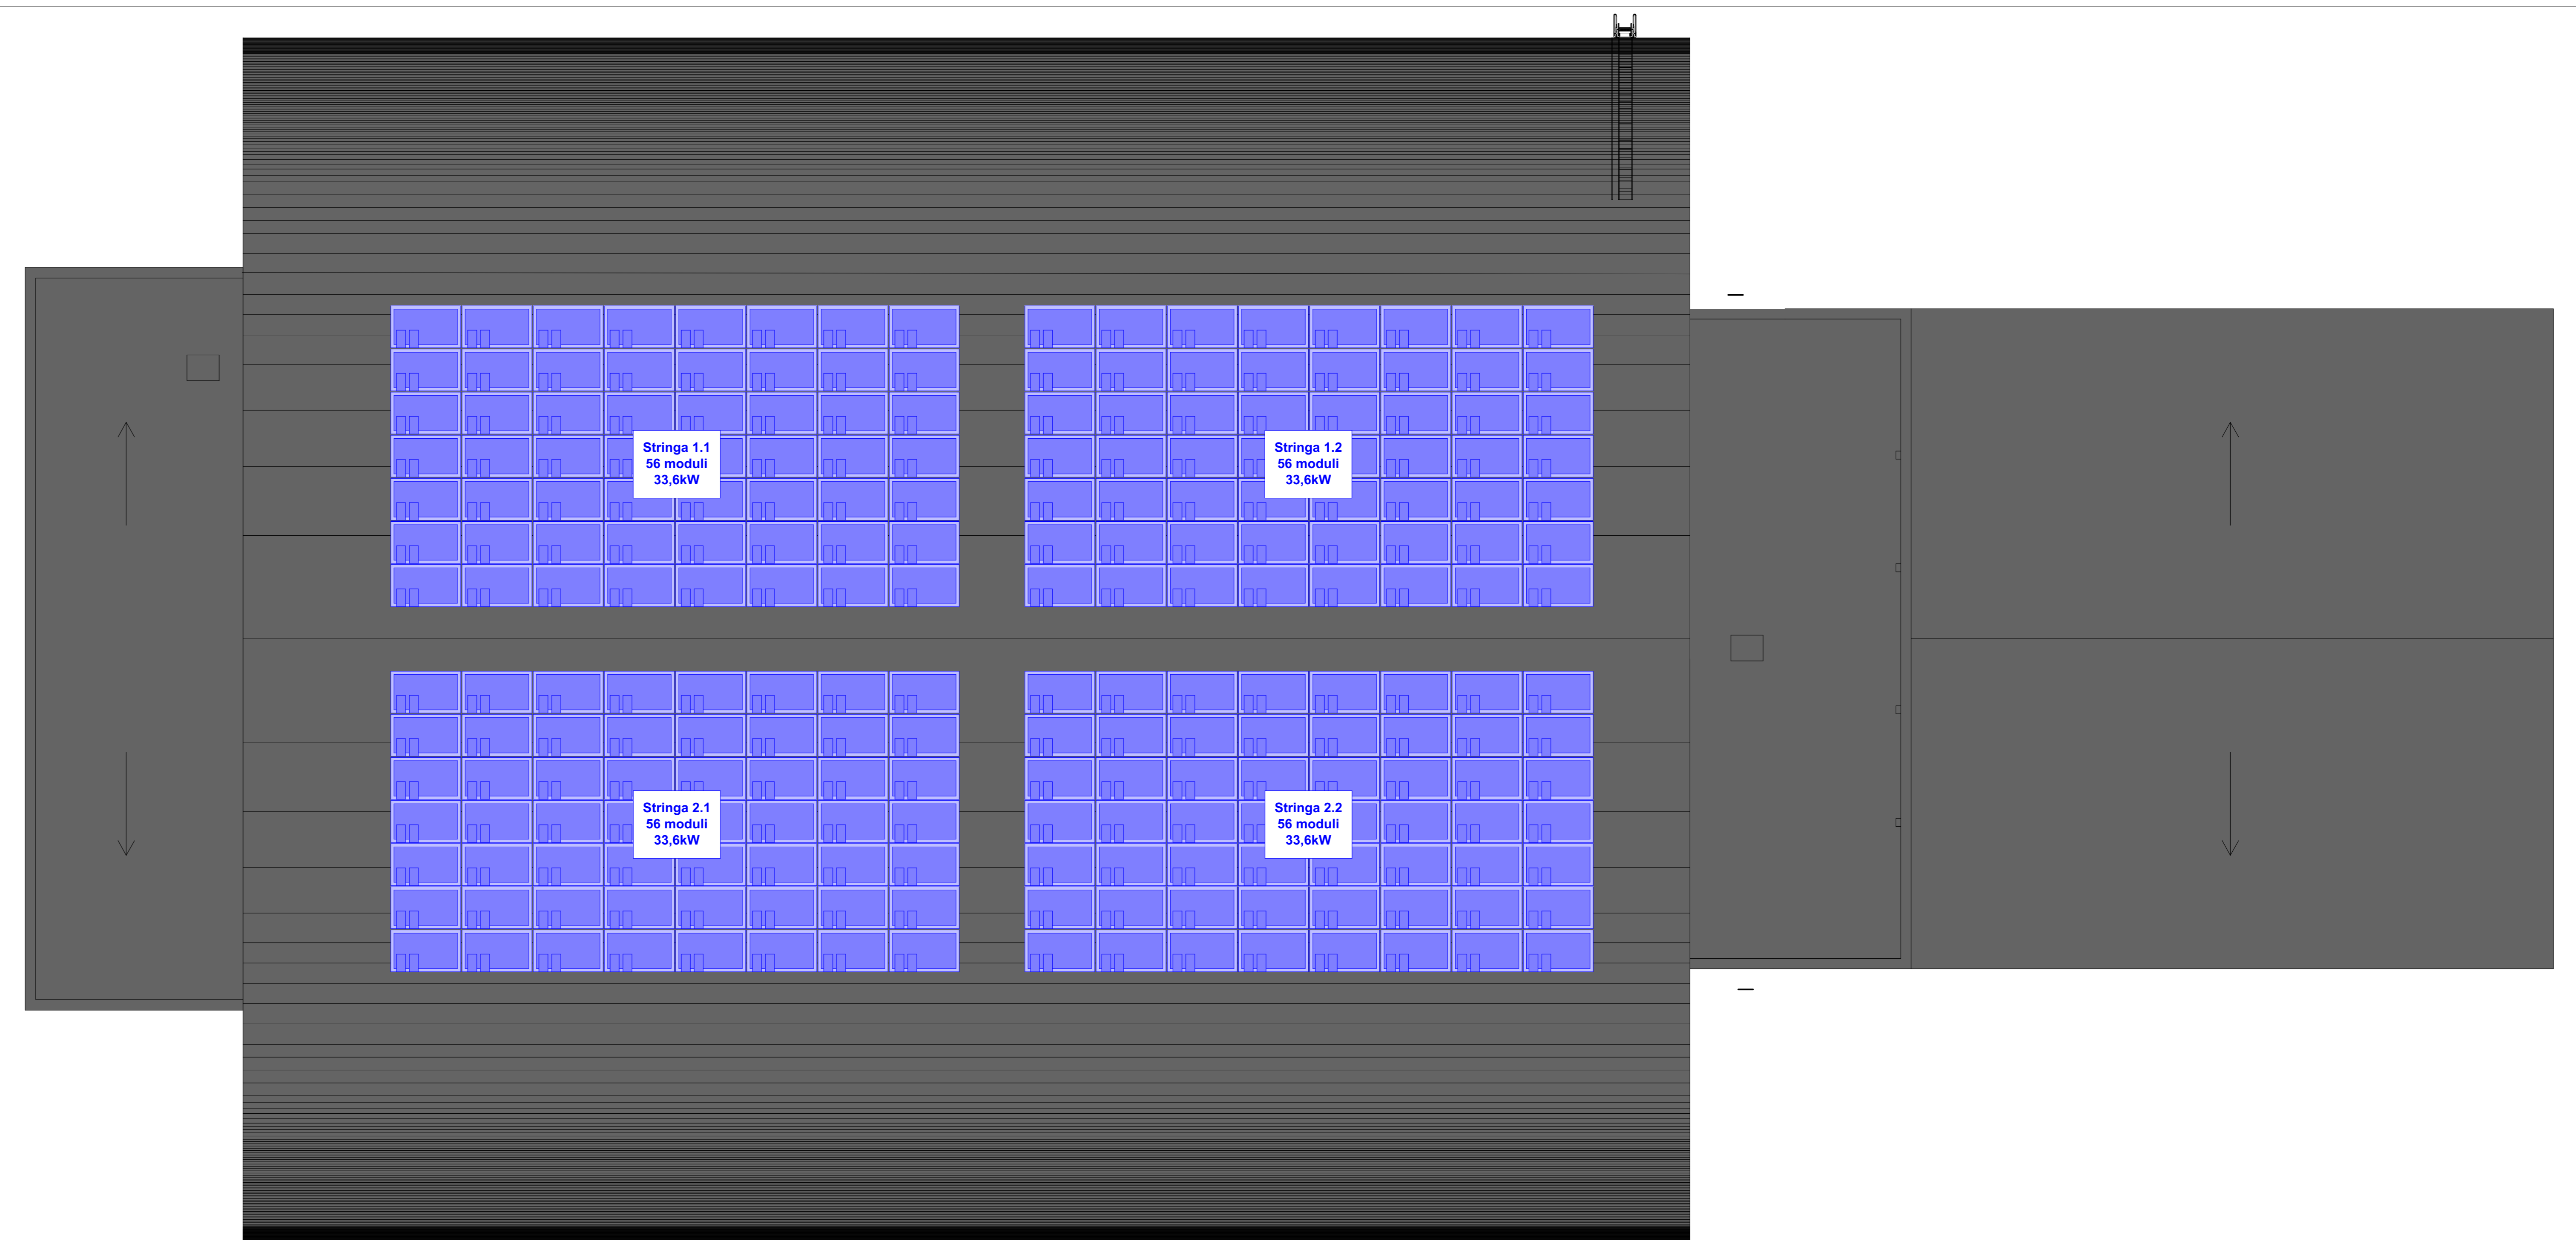 Stringa 1.1
56 moduli
33,6kW
Stringa 1.2
56 moduli
33,6kW
Stringa 2.1
56 moduli
33,6kW
Stringa 2.2
56 moduli
33,6kW